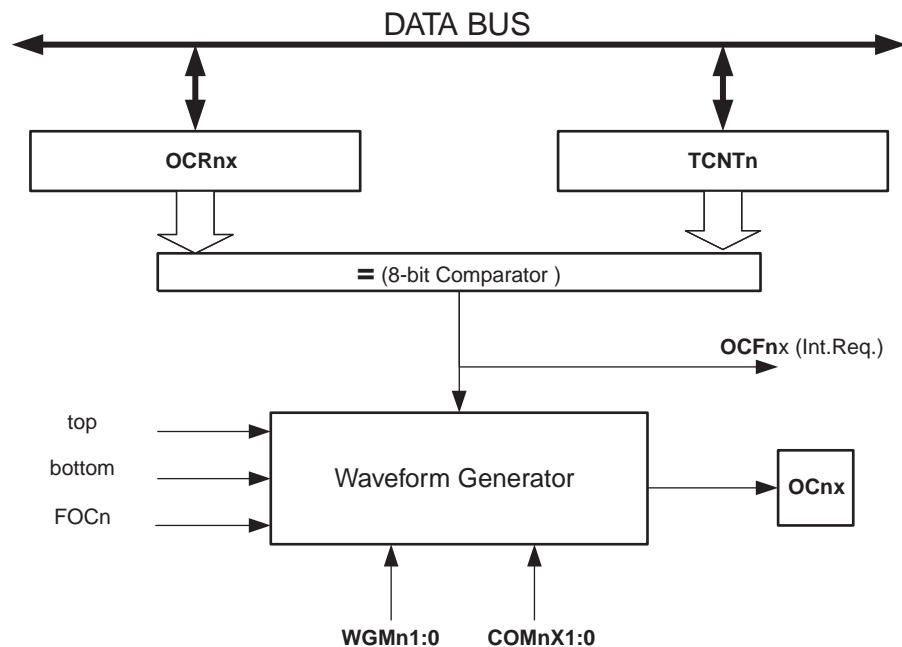 DATA BUS
OCRnx
TCNTn
= (8-bit Comparator )
OCFnx (Int.Req.)
top
bottom
FOCn
Waveform Generator
OCnx
WGMn1:0
COMnX1:0